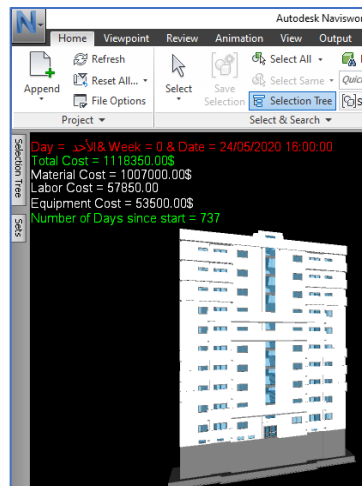 Autodesk Navisw
N
Home Viewpoint Review Animation View Output
Append
Refresh
Reset All...
File Options
Select
Save Selection
Select All
Select Same
Selection Tree
Quick
Project
Select & Search
Selection Tree
Sets
Day = الأحد & Week = 0 & Date = 24/05/2020 16:00:00
Total Cost = 1118350.00$
Material Cost = 1007000.00$
Labor Cost = 57850.00
Equipment Cost = 53500.00$
Number of Days since start = 737